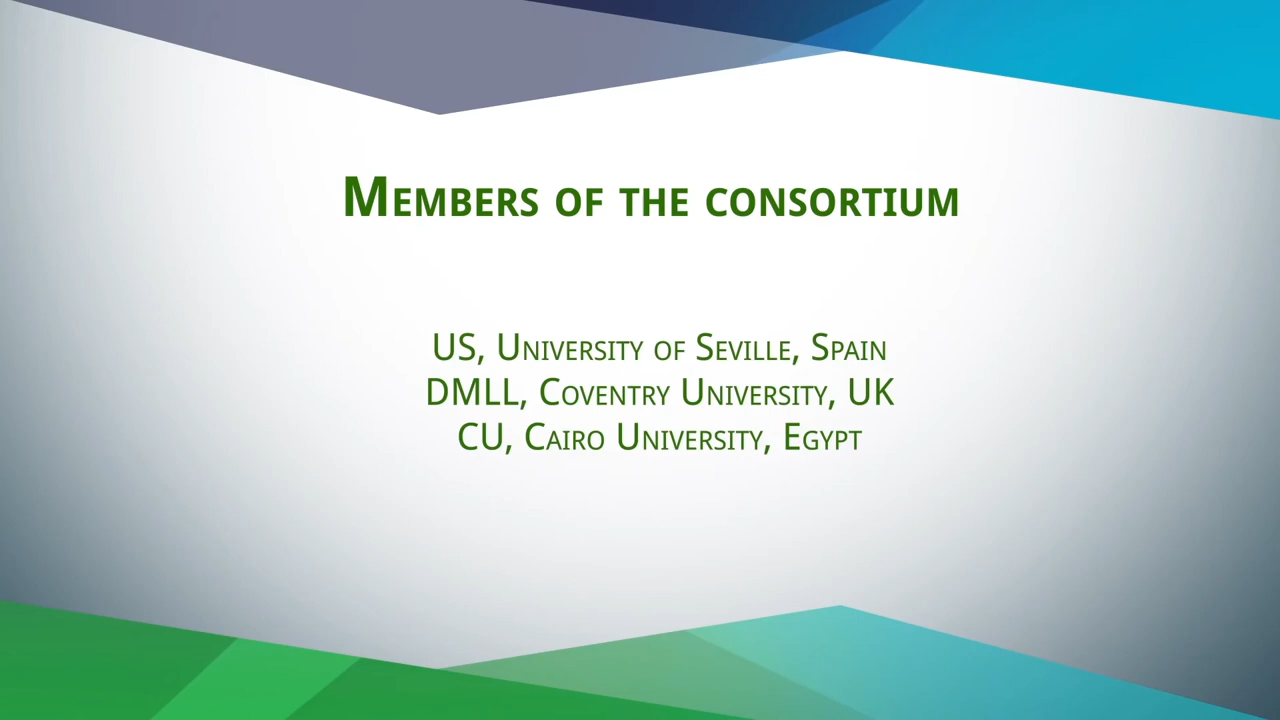 Members of the consortium
US, University of Seville, Spain
DMLL, Coventry University, UK
CU, Cairo University, Egypt